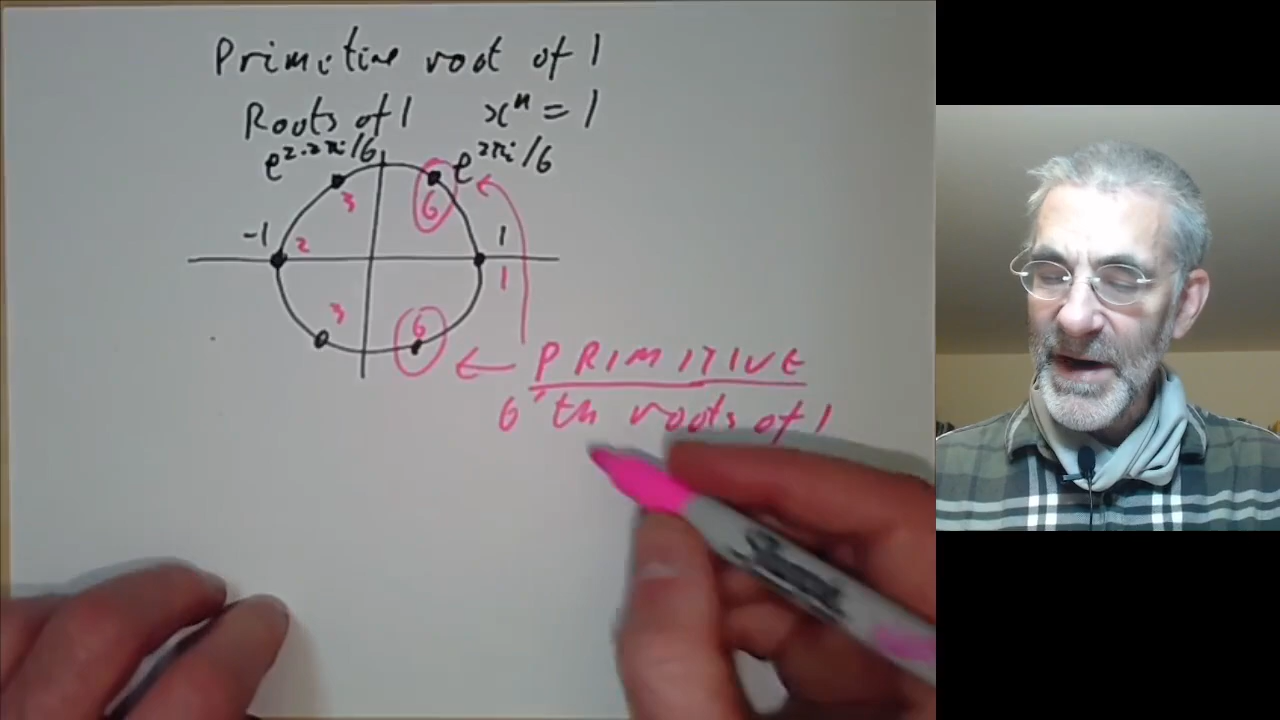 Primitive root of 1
Roots of 1 xⁿ = 1
e^2·2πi/6 e^2πi/6
3 6
-1 2 1
1
3 6
PRIMITIVE
6'th roots of 1